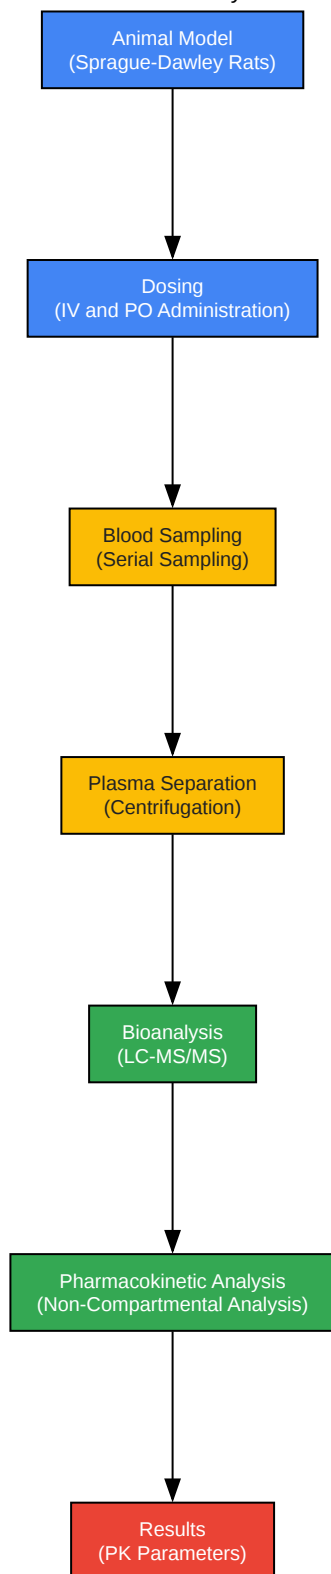 Animal Model
(Sprague-Dawley Rats)
Dosing
(IV and PO Administration)
Blood Sampling
(Serial Sampling)
Plasma Separation
(Centrifugation)
Bioanalysis
(LC-MS/MS)
Pharmacokinetic Analysis
(Non-Compartmental Analysis)
Results
(PK Parameters)